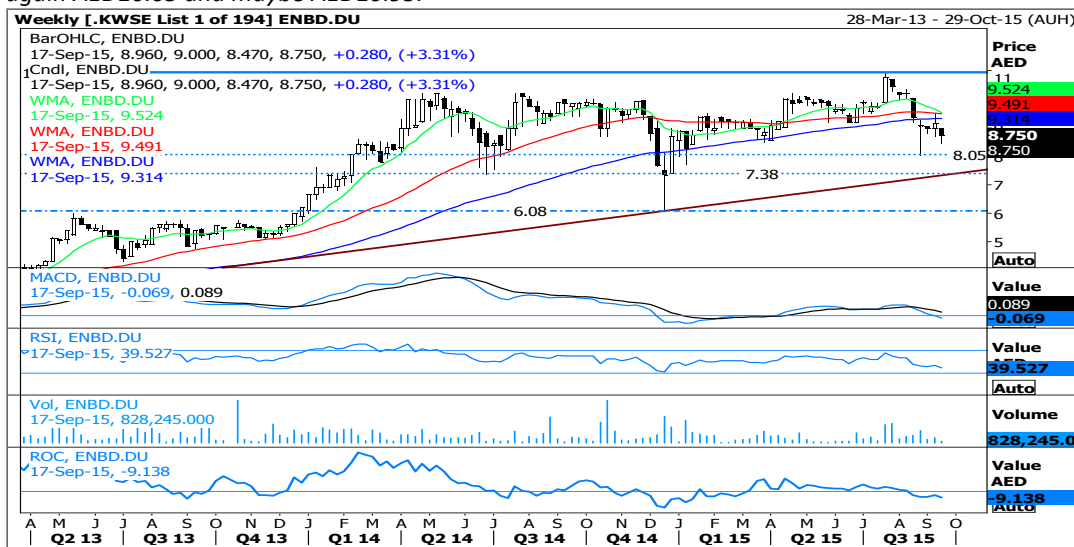 Weekly [.KWSE List 1 of 194] ENBD.DU 28-Mar-13 - 29-Oct-15 (AUH)
BarOHLC, ENBD.DU
17-Sep-15, 8.960, 9.000, 8.470, 8.750, +0.280, (+3.31%)
Cndl, ENBD.DU
17-Sep-15, 8.960, 9.000, 8.470, 8.750, +0.280, (+3.31%)
WMA, ENBD.DU
17-Sep-15, 9.524
WMA, ENBD.DU
17-Sep-15, 9.491
WMA, ENBD.DU
17-Sep-15, 9.314
Price
AED
11
9.524
9.491
9.314
8.750
8.750
8.05
8
7.38
7
6.08
6
5
Auto
MACD, ENBD.DU
17-Sep-15, -0.069, 0.089
Value
0.089
-0.069
RSI, ENBD.DU
17-Sep-15, 39.527
Value
AED
39.527
Auto
Vol, ENBD.DU
17-Sep-15, 828,245.000
Volume
828,245.0
ROC, ENBD.DU
17-Sep-15, -9.138
Value
AED
-9.138
Auto
A M J J A S O N D J F M A M J J A S O N D J F M A M J J A S O
Q2 13 Q3 13 Q4 13 Q1 14 Q2 14 Q3 14 Q4 14 Q1 15 Q2 15 Q3 15